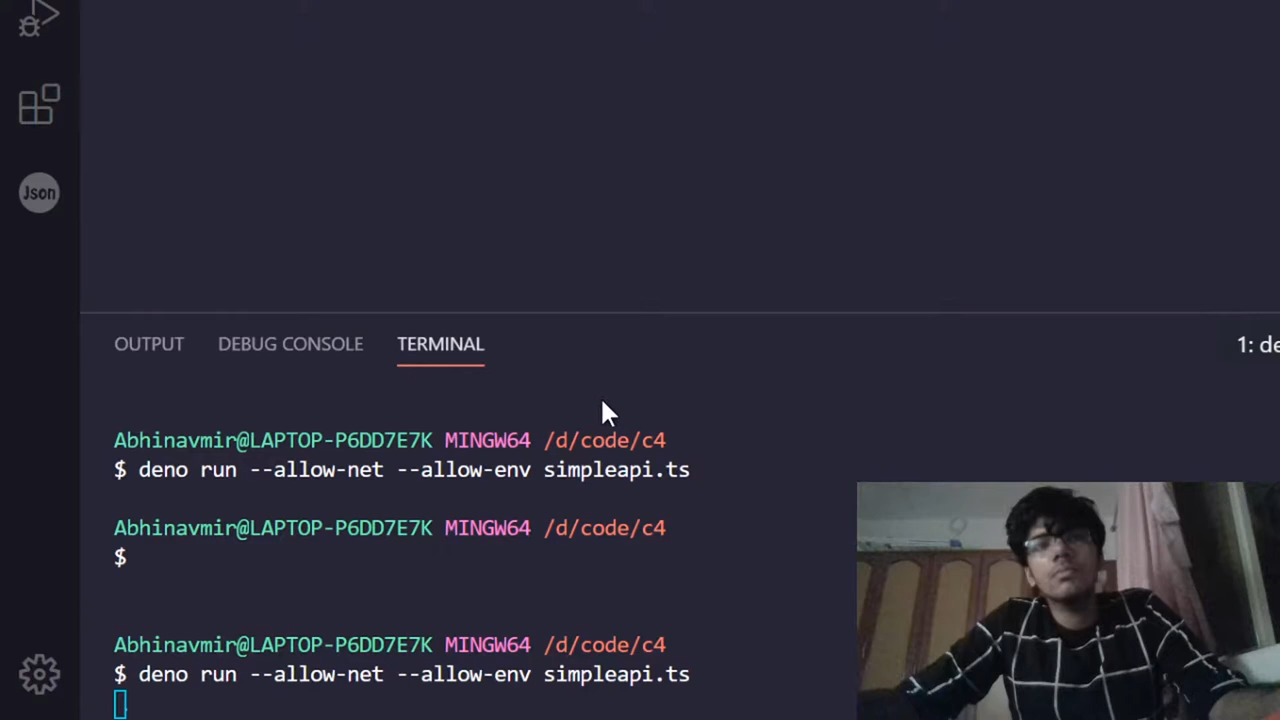 Json
OUTPUT DEBUG CONSOLE TERMINAL 1: de
Abhinavmir@LAPTOP-P6DD7E7K MINGW64 /d/code/c4
$ deno run --allow-net --allow-env simpleapi.ts
Abhinavmir@LAPTOP-P6DD7E7K MINGW64 /d/code/c4
$
Abhinavmir@LAPTOP-P6DD7E7K MINGW64 /d/code/c4
$ deno run --allow-net --allow-env simpleapi.ts